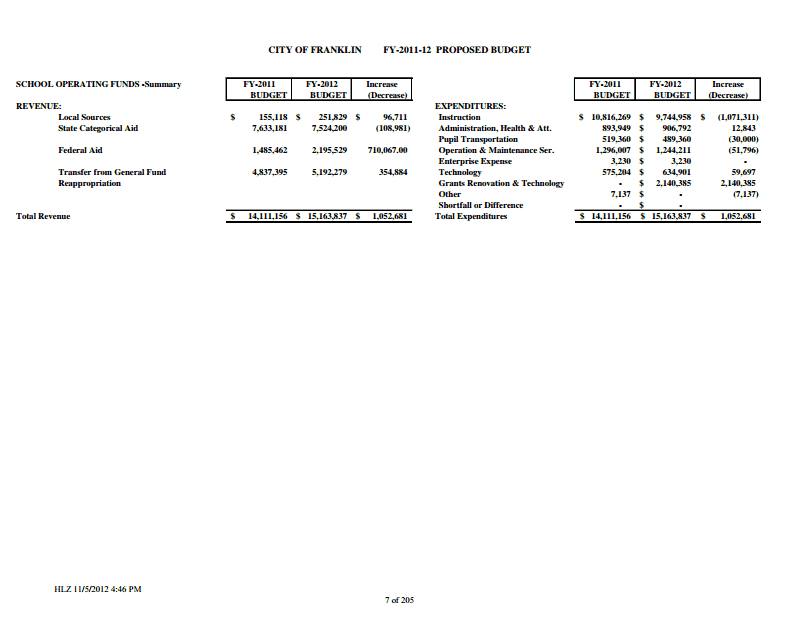 CITY OF FRANKLIN FY-2011-12 PROPOSED BUDGET
SCHOOL OPERATING FUNDS -Summary FY-2011 FY-2012 Increase FY-2011 FY-2012 Increase
BUDGET BUDGET (Decrease) BUDGET BUDGET (Decrease)
REVENUE: EXPENDITURES:
Local Sources $ 155,118 $ 251,829 $ 96,711 Instruction $ 10,816,269 $ 9,744,958 $ (1,071,311)
State Categorical Aid 7,633,181 7,524,200 (108,981) Administration, Health & Att. 893,949 $ 906,792 12,843
Pupil Transportation 519,360 $ 489,360 (30,000)
Federal Aid 1,485,462 2,195,529 710,067.00 Operation & Maintenance Ser. 1,296,007 $ 1,244,211 (51,796)
Enterprise Expense 3,230 $ 3,230 -
Transfer from General Fund 4,837,395 5,192,279 354,884 Technology 575,204 $ 634,901 59,697
Reappropriation Grants Renovation & Technology - $ 2,140,385 2,140,385
Other 7,137 $ - (7,137)
Shortfall or Difference - $ -
Total Revenue $ 14,111,156 $ 15,163,837 $ 1,052,681 Total Expenditures $ 14,111,156 $ 15,163,837 $ 1,052,681
HLZ 11/5/2012 4:46 PM
7 of 205